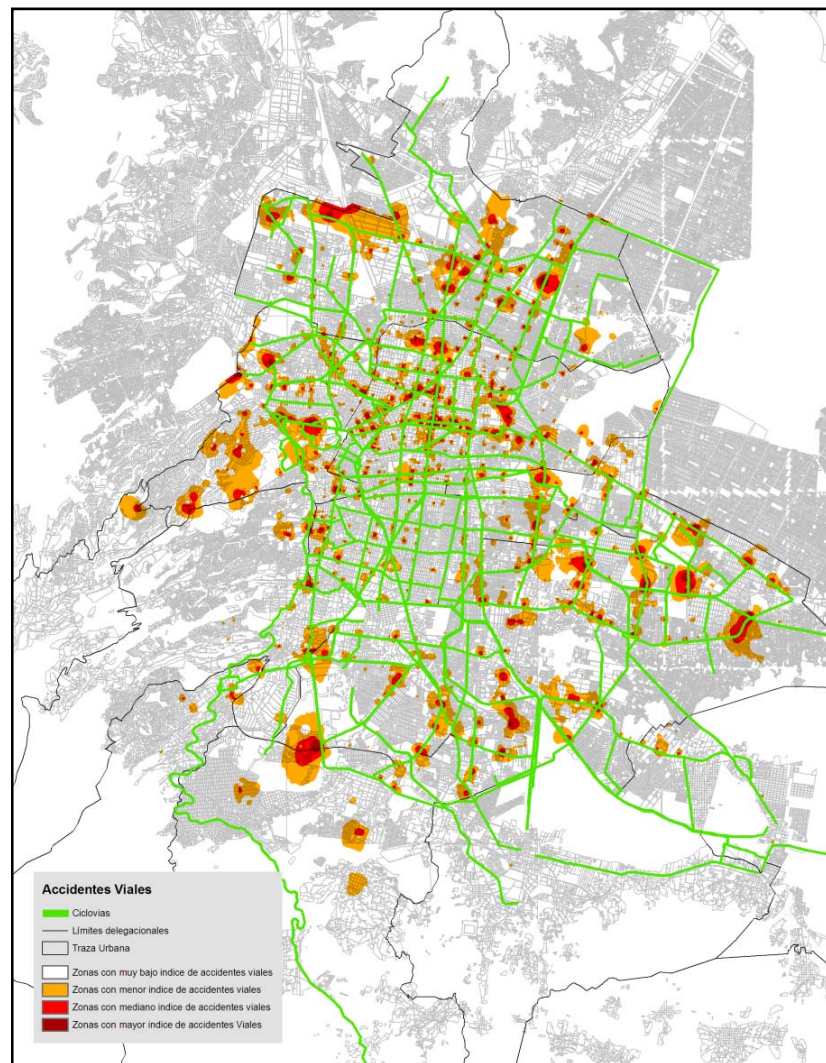 Accidentes Viales
Ciclovias
Límites delegacionales
Traza Urbana
Zonas con muy bajo indice de accidentes viales
Zonas con menor indice de accidentes viales
Zonas con mediano indice de accidentes viales
Zonas con mayor indice de accidentes Viales